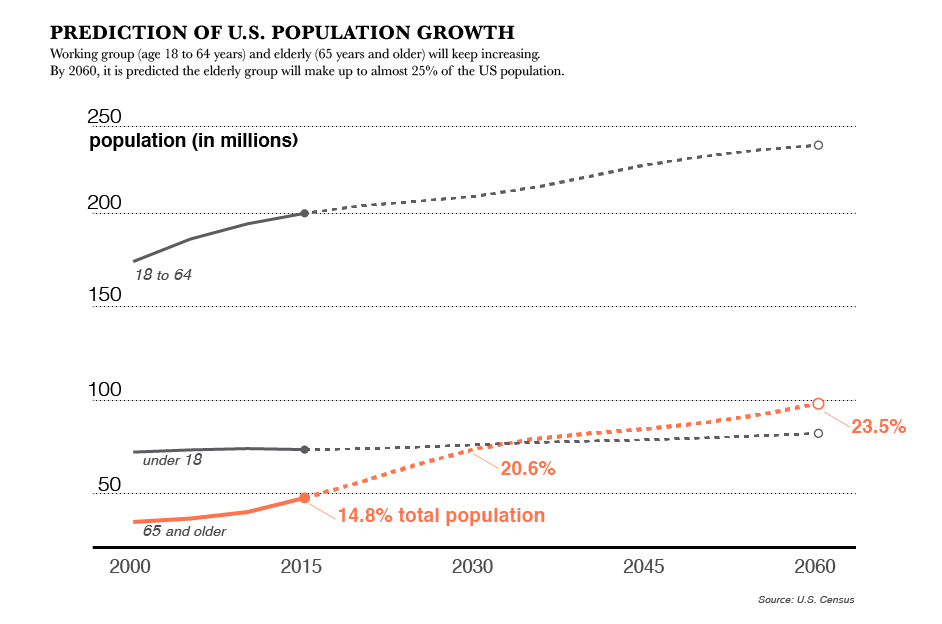 PREDICTION OF U.S. POPULATION GROWTH
Working group (age 18 to 64 years) and elderly (65 years and older) will keep increasing.
By 2060, it is predicted the elderly group will make up to almost 25% of the US population.
250
population (in millions)
200
18 to 64
150
100
23.5%
under 18
20.6%
50
14.8% total population
65 and older
2000 2015 2030 2045 2060
Source: U.S. Census